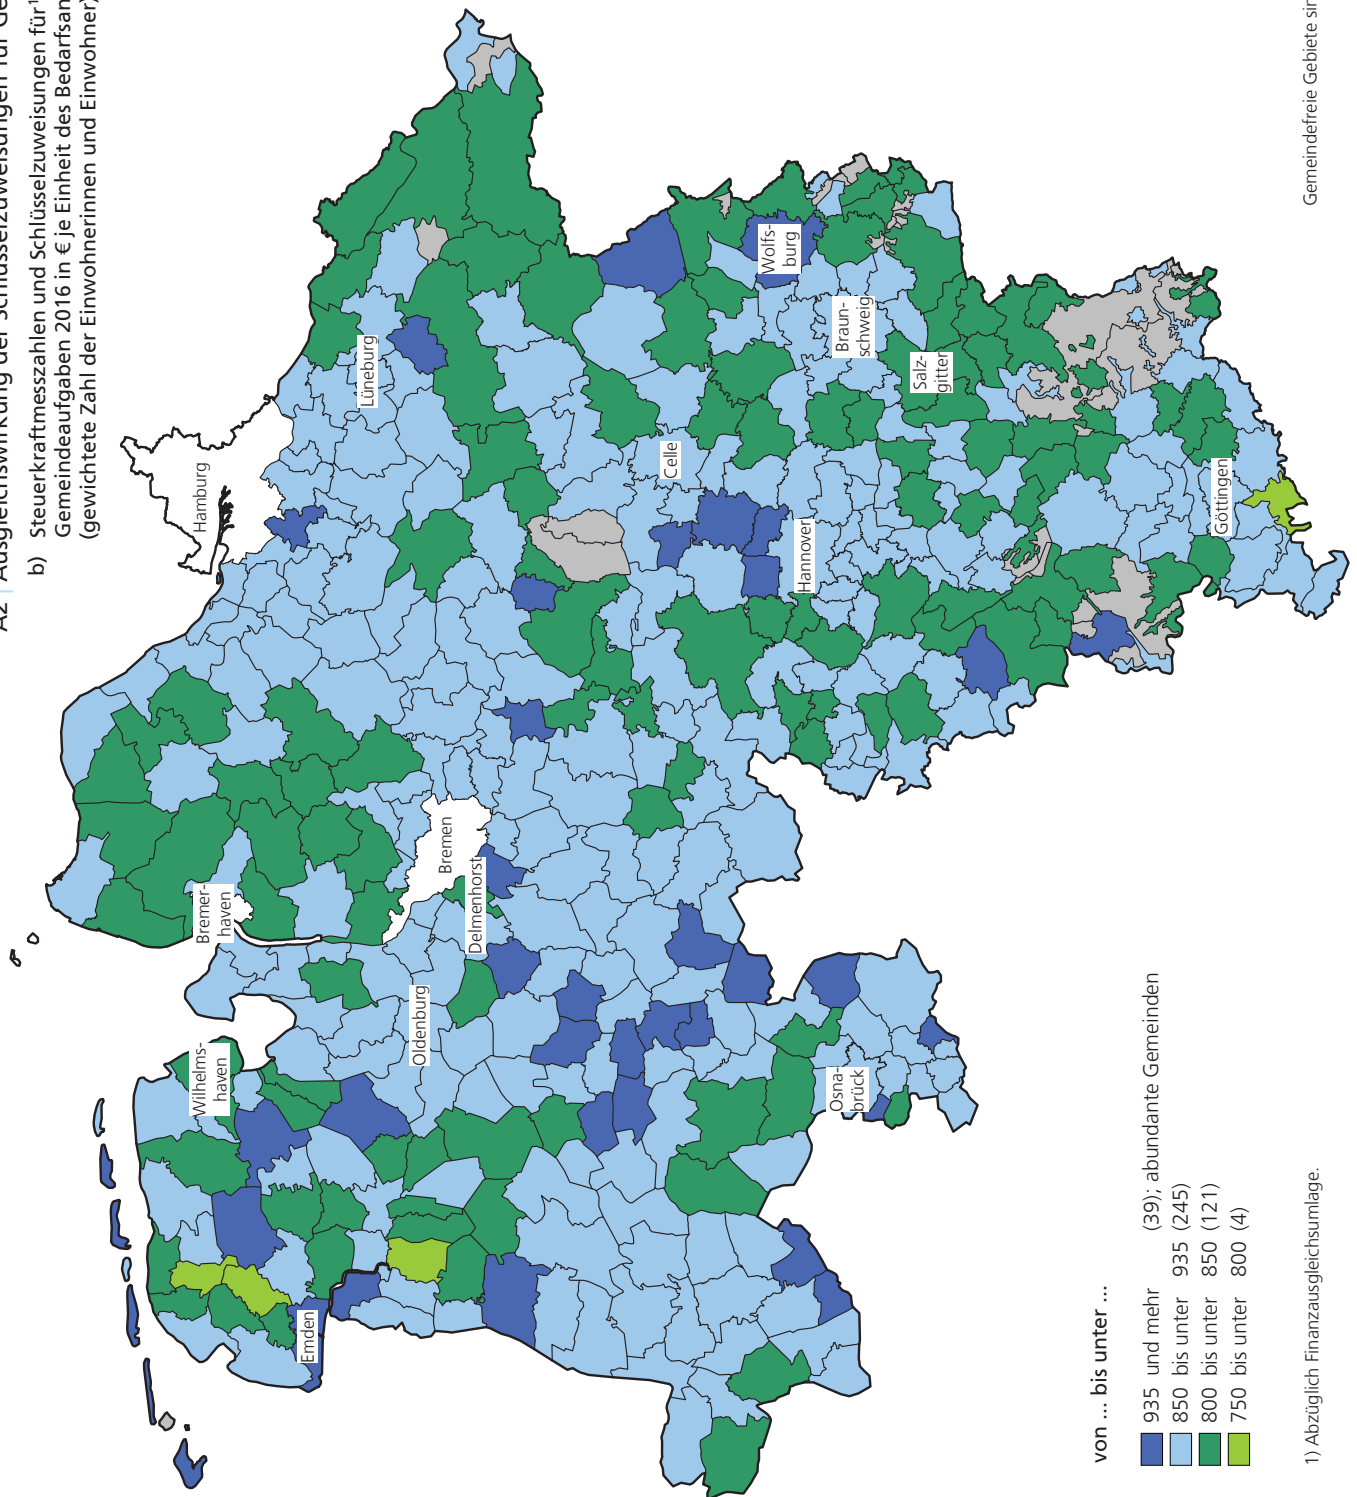 A2 | Ausgleichswirkung der Schlüsselzuweisungen für Ge
b) Steuerkraftmesszahlen und Schlüsselzuweisungen für¹
Gemeindeaufgaben 2016 in € je Einheit des Bedarfsan
(gewichtete Zahl der Einwohnerinnen und Einwohner)
Hamburg
Lüneburg
Bremer-
haven
Wilhelms-
haven
Emden
Oldenburg
Bremen
Delmenhorst
Celle
Wolfs-
burg
Braun-
schweig
Hannover
Salz-
gitter
Osna-
brück
Göttingen
von ... bis unter ...
935 und mehr (39); abundante Gemeinden
850 bis unter 935 (245)
800 bis unter 850 (121)
750 bis unter 800 (4)
1) Abzüglich Finanzausgleichsumlage.
Gemeindefreie Gebiete sin